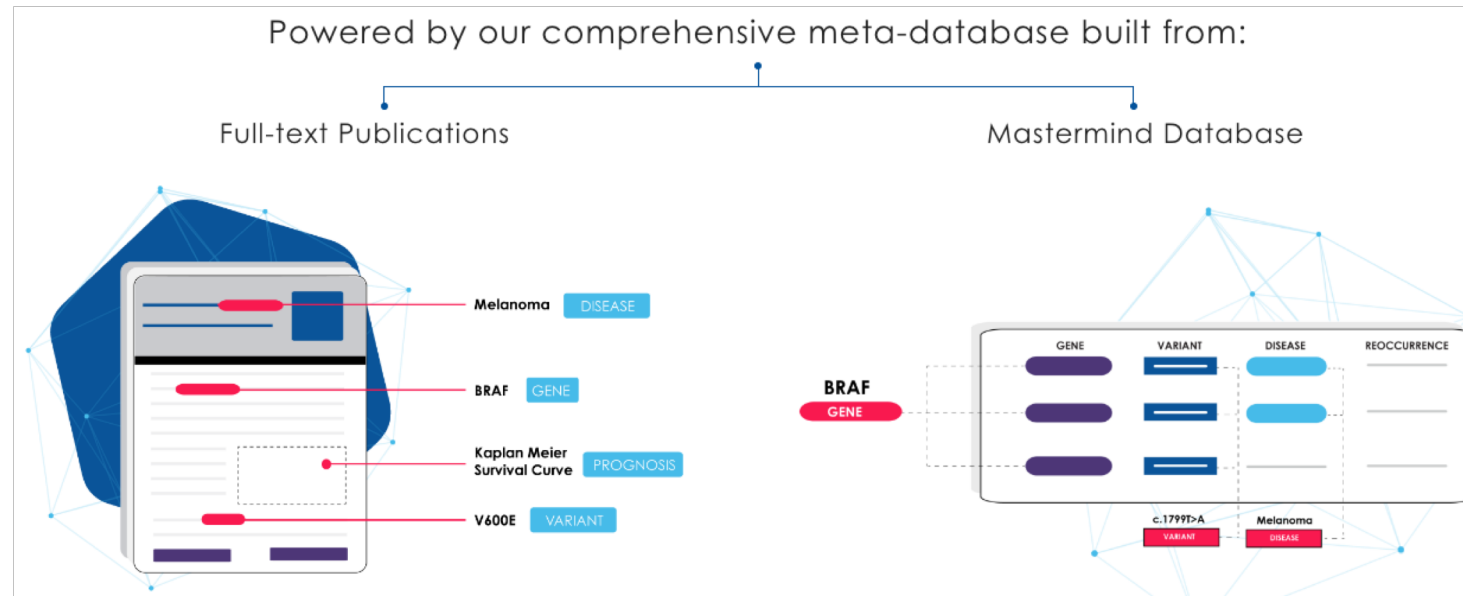 Powered by our comprehensive meta-database built from:
Full-text Publications
Melanoma DISEASE
BRAF GENE
Kaplan Meier
Survival Curve PROGNOSIS
V600E VARIANT
Mastermind Database
GENE VARIANT DISEASE REOCCURRENCE
BRAF
GENE
c.1799T>A Melanoma
VARIANT DISEASE